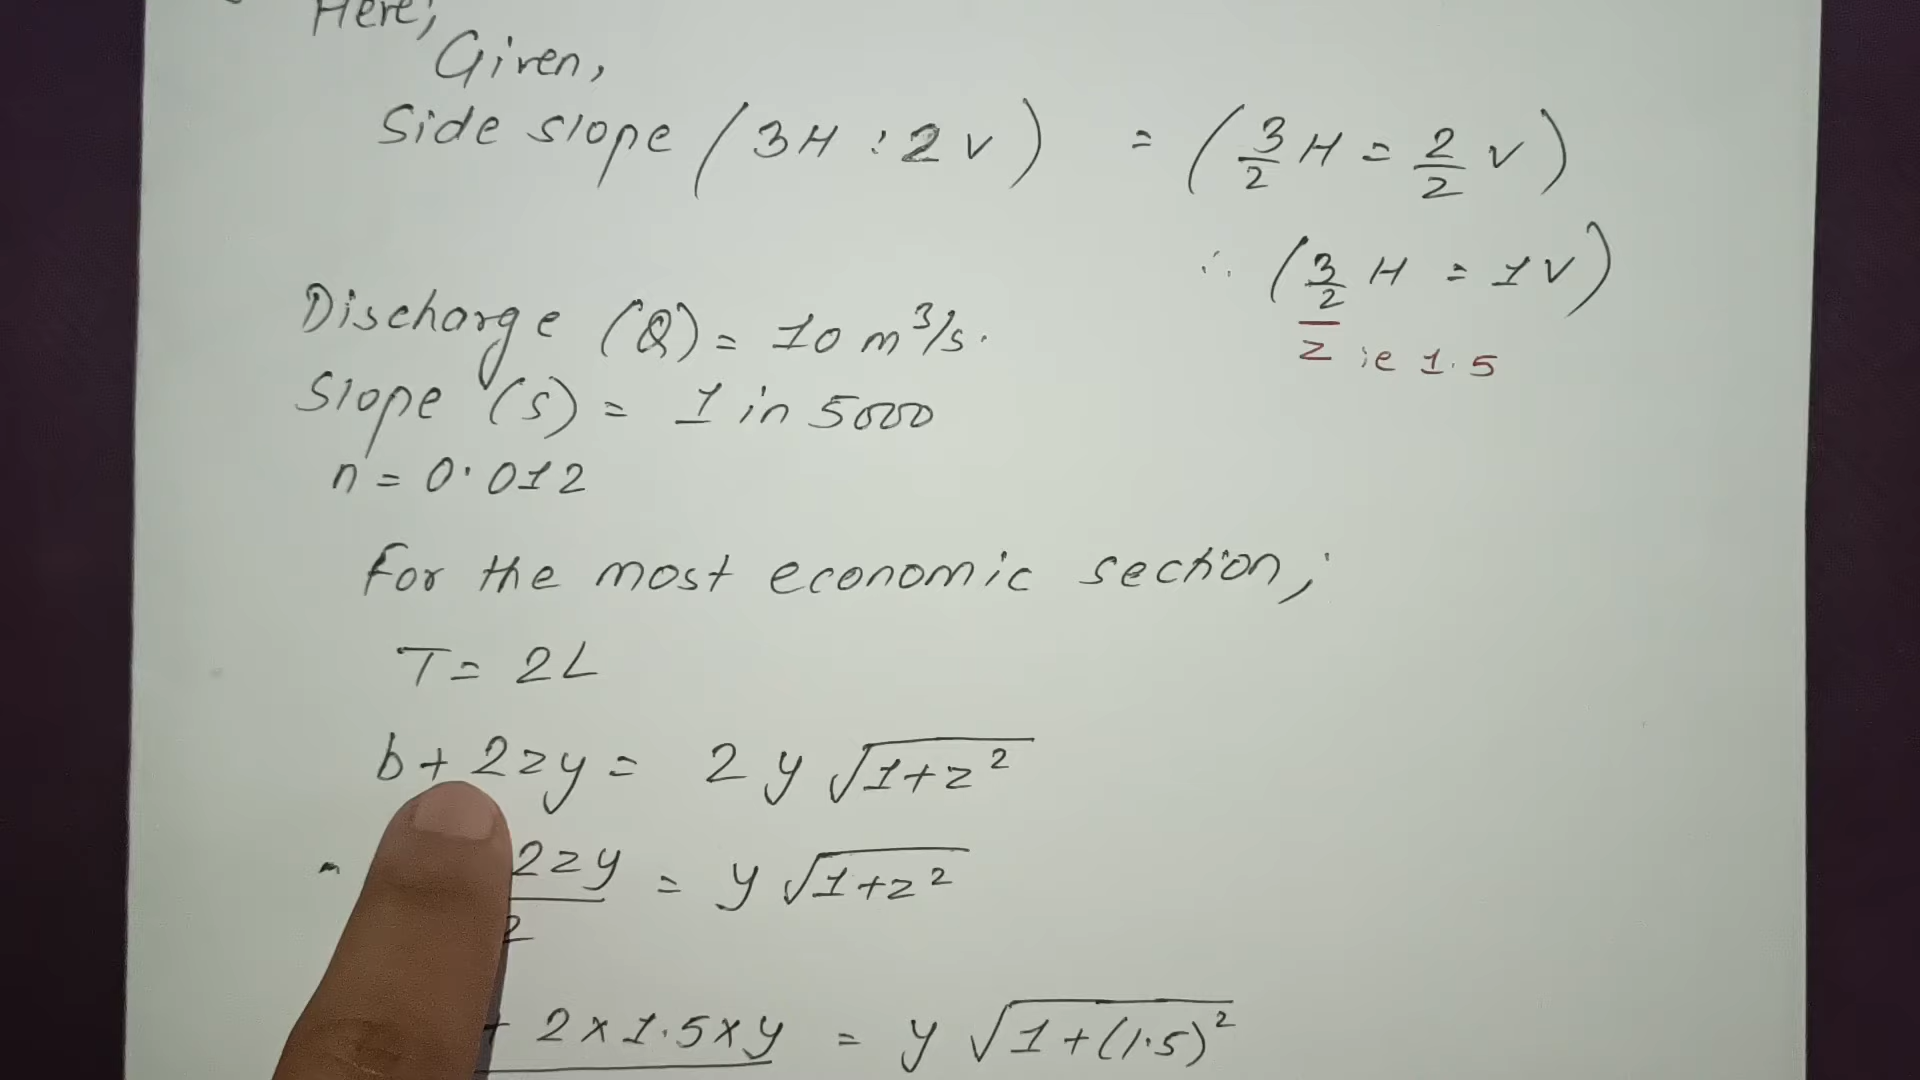 Here,
Given,
Side slope (3H : 2V) = (3/2 H = 2/2 V)
∴ (3/2 H = 1V)
z ie 1.5
Discharge (Q) = 10 m³/s.
Slope (S) = 1 in 5000
n = 0.012
For the most economic section;
T = 2L
b + 2zy = 2y √1+z²
2zy / 2 = y √1+z²
+ 2×1.5×y = y √1+(1.5)²